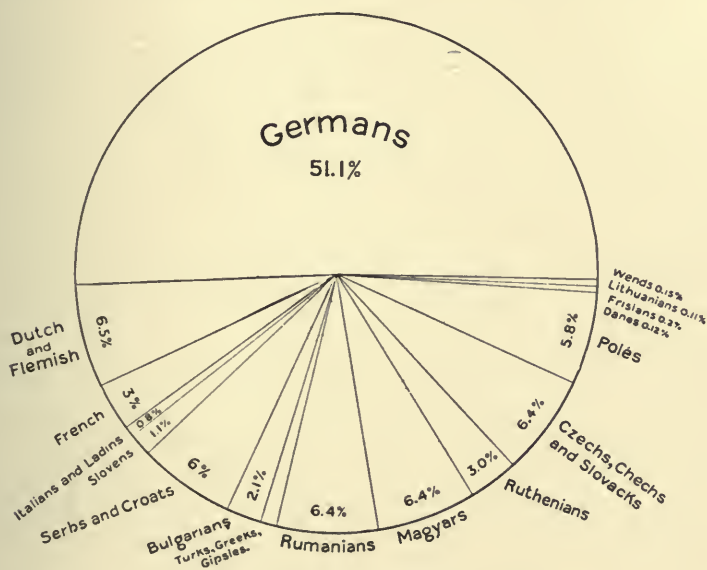 Germans
51.1%
Wends 0.15%
Lithuanians 0.11%
Frisians 0.2%
Danes 0.12%
5.8%
Poles
6.4%
Czechs, Chechs
and Slovacks
3.0%
Ruthenians
6.4%
Magyars
6.4%
Rumanians
Turks, Greeks,
Gipsies.
2.1%
Bulgarians
6%
Serbs and Croats
1.1%
Slovens
0.8%
Italians and Ladins
3%
French
6.5%
Dutch
and
Flemish